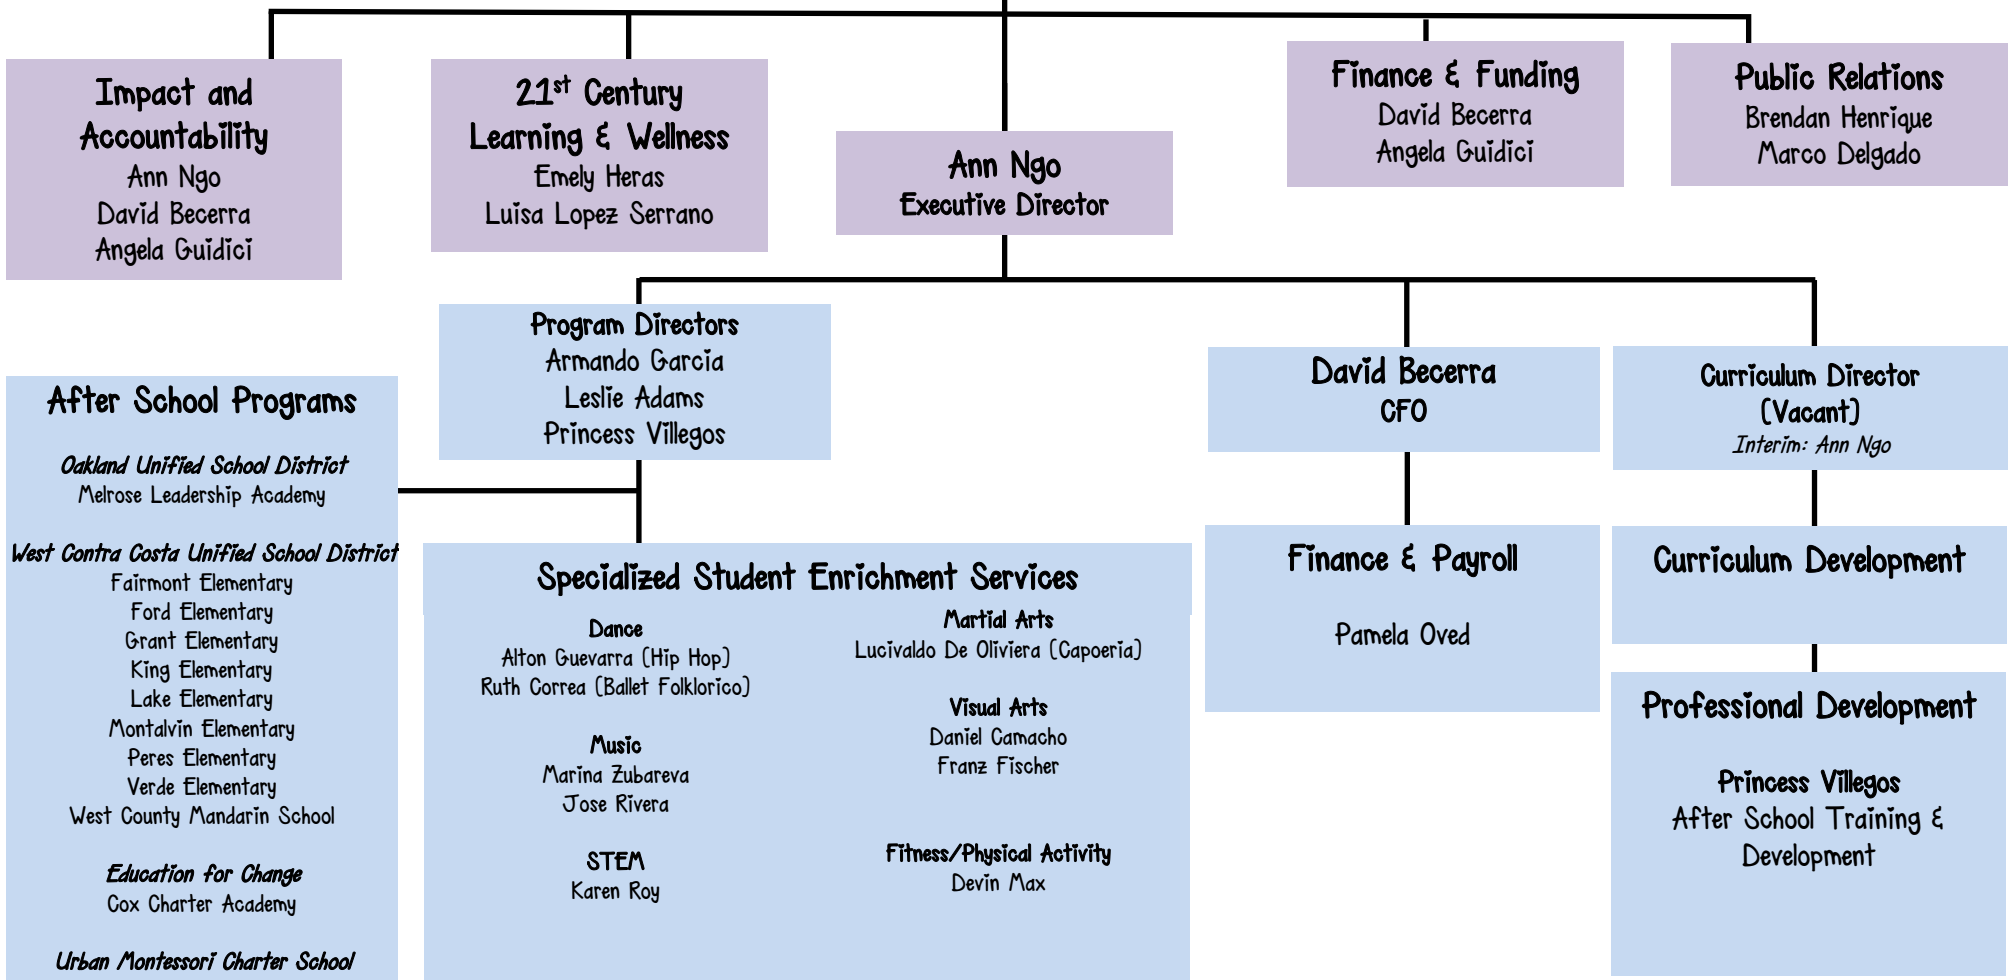 Impact and
Accountability
Ann Ngo
David Becerra
Angela Guidici
21st Century
Learning & Wellness
Emely Heras
Luisa Lopez Serrano
Ann Ngo
Executive Director
Finance & Funding
David Becerra
Angela Guidici
Public Relations
Brendan Henrique
Marco Delgado
Program Directors
Armando Garcia
Leslie Adams
Princess Villegos
David Becerra
CFO
Curriculum Director
(Vacant)
Interim: Ann Ngo
After School Programs
Oakland Unified School District
Melrose Leadership Academy
West Contra Costa Unified School District
Fairmont Elementary
Ford Elementary
Grant Elementary
King Elementary
Lake Elementary
Montalvin Elementary
Peres Elementary
Verde Elementary
West County Mandarin School
Education for Change
Cox Charter Academy
Urban Montessori Charter School
Specialized Student Enrichment Services
Dance
Alton Guevarra (Hip Hop)
Ruth Correa (Ballet Folklorico)
Music
Marina Zubareva
Jose Rivera
STEM
Karen Roy
Martial Arts
Lucivaldo De Oliviera (Capoeria)
Visual Arts
Daniel Camacho
Franz Fischer
Fitness/Physical Activity
Devin Max
Finance & Payroll
Pamela Oved
Curriculum Development
Professional Development
Princess Villegos
After School Training &
Development